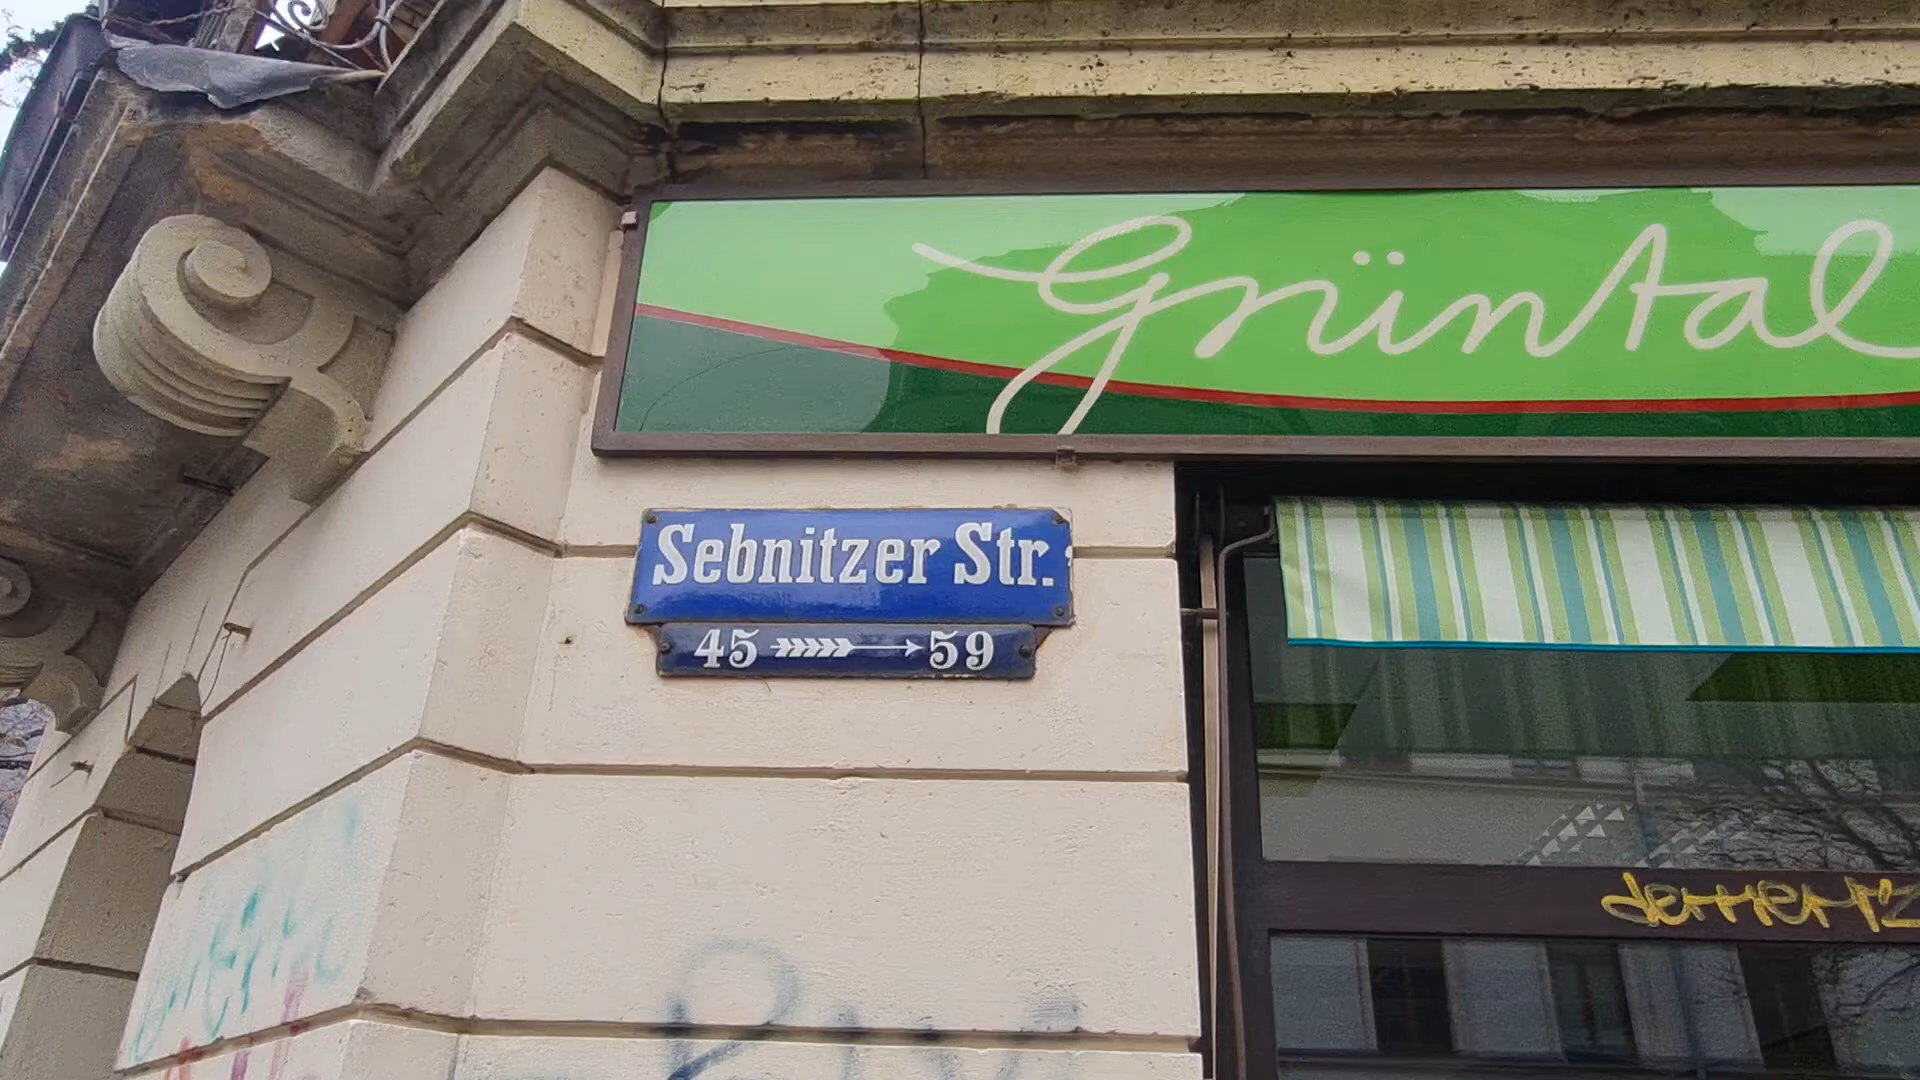 Grüntal
Sebnitzer Str.
45 → 59